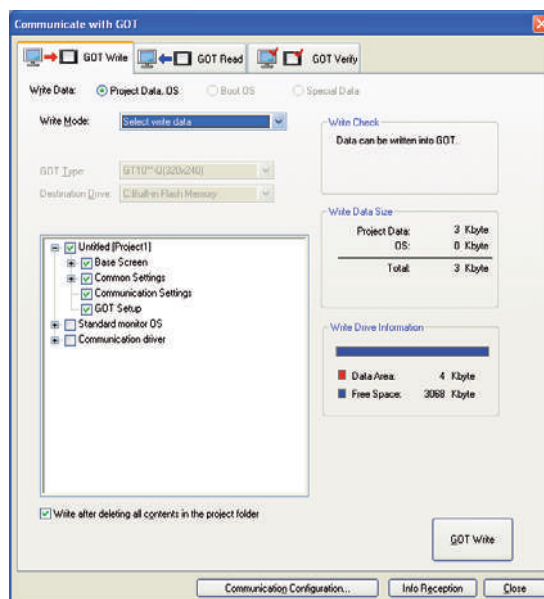 Communicate with GOT
GOT Write GOT Read GOT Verify
Write Data: Project Data, OS Boot OS Special Data
Write Mode: Select write data
GOT Type: GT10**-Q(320x240)
Destination Drive: C:Built-in Flash Memory
Untitled [Project1]
Base Screen
Common Settings
Communication Settings
GOT Setup
Standard monitor OS
Communication driver
Write after deleting all contents in the project folder
Write Check
Data can be written into GOT.
Write Data Size
Project Data: 3 Kbyte
OS: 0 Kbyte
Total: 3 Kbyte
Write Drive Information
Data Area: 4 Kbyte
Free Space: 3068 Kbyte
GOT Write
Communication Configuration... Info Reception Close